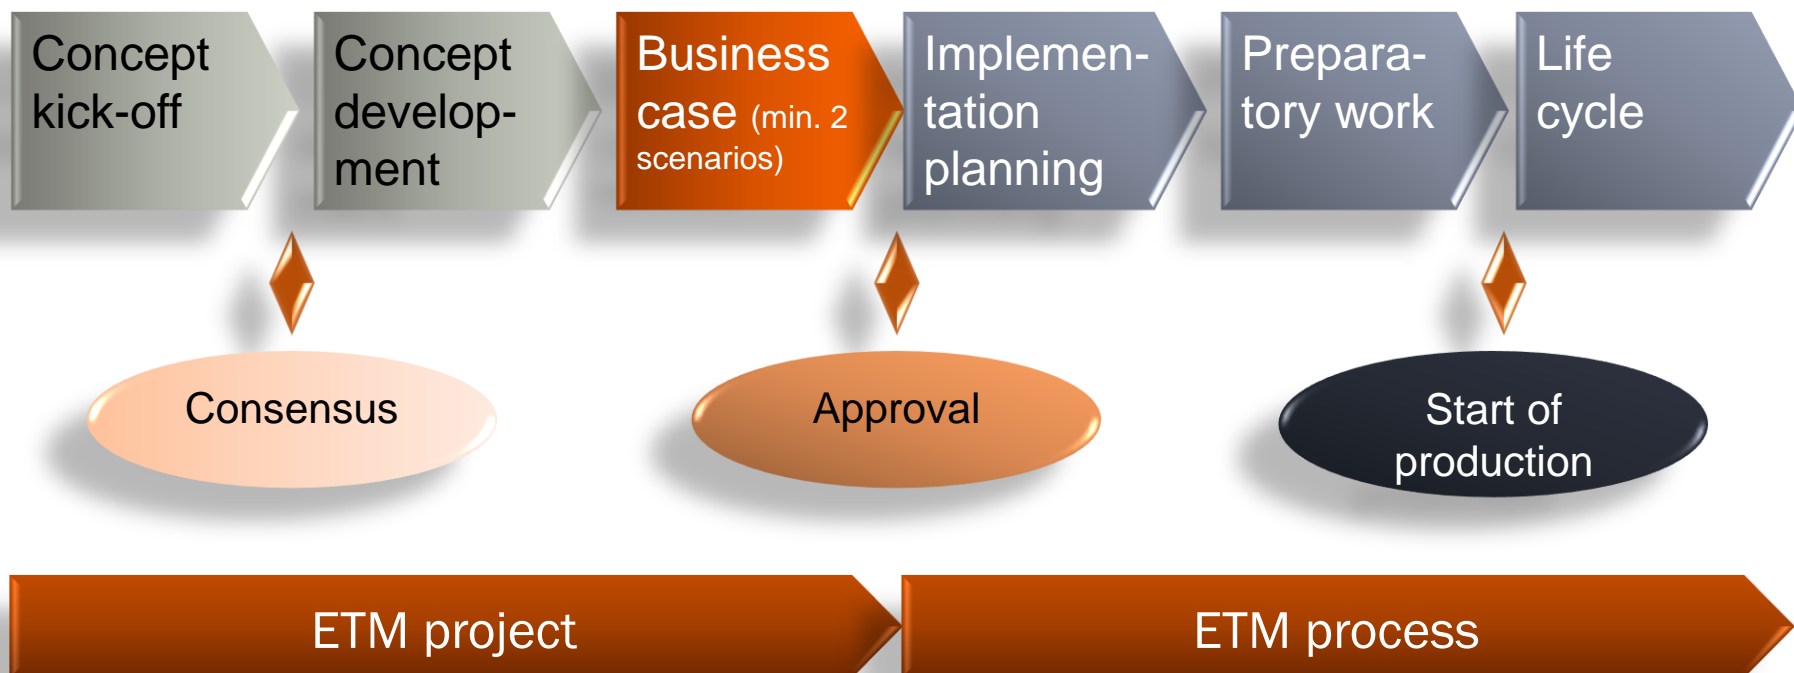 Concept
kick-off
Concept
develop-
ment
Business
case (min. 2
scenarios)
Implemen-
tation
planning
Prepara-
tory work
Life
cycle
Consensus
Approval
Start of
production
ETM project
ETM process